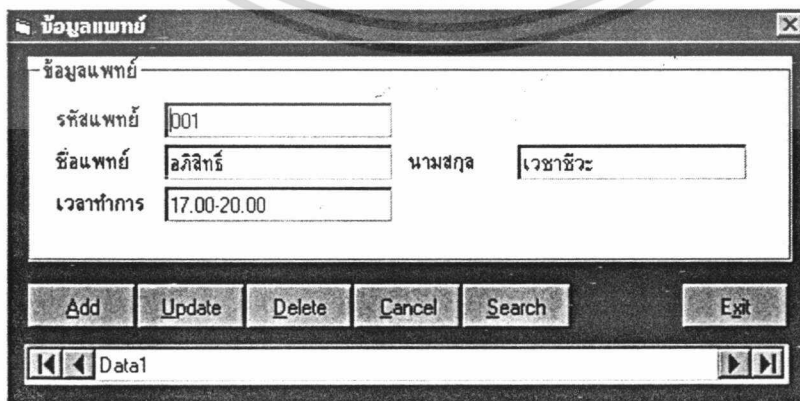 ข้อมูลแพทย์
ข้อมูลแพทย์
รหัสแพทย์ 001
ชื่อแพทย์ อภิสิทธิ์ นามสกุล เวชาชีวะ
เวลาทำการ 17.00-20.00
Add Update Delete Cancel Search Exit
Data1